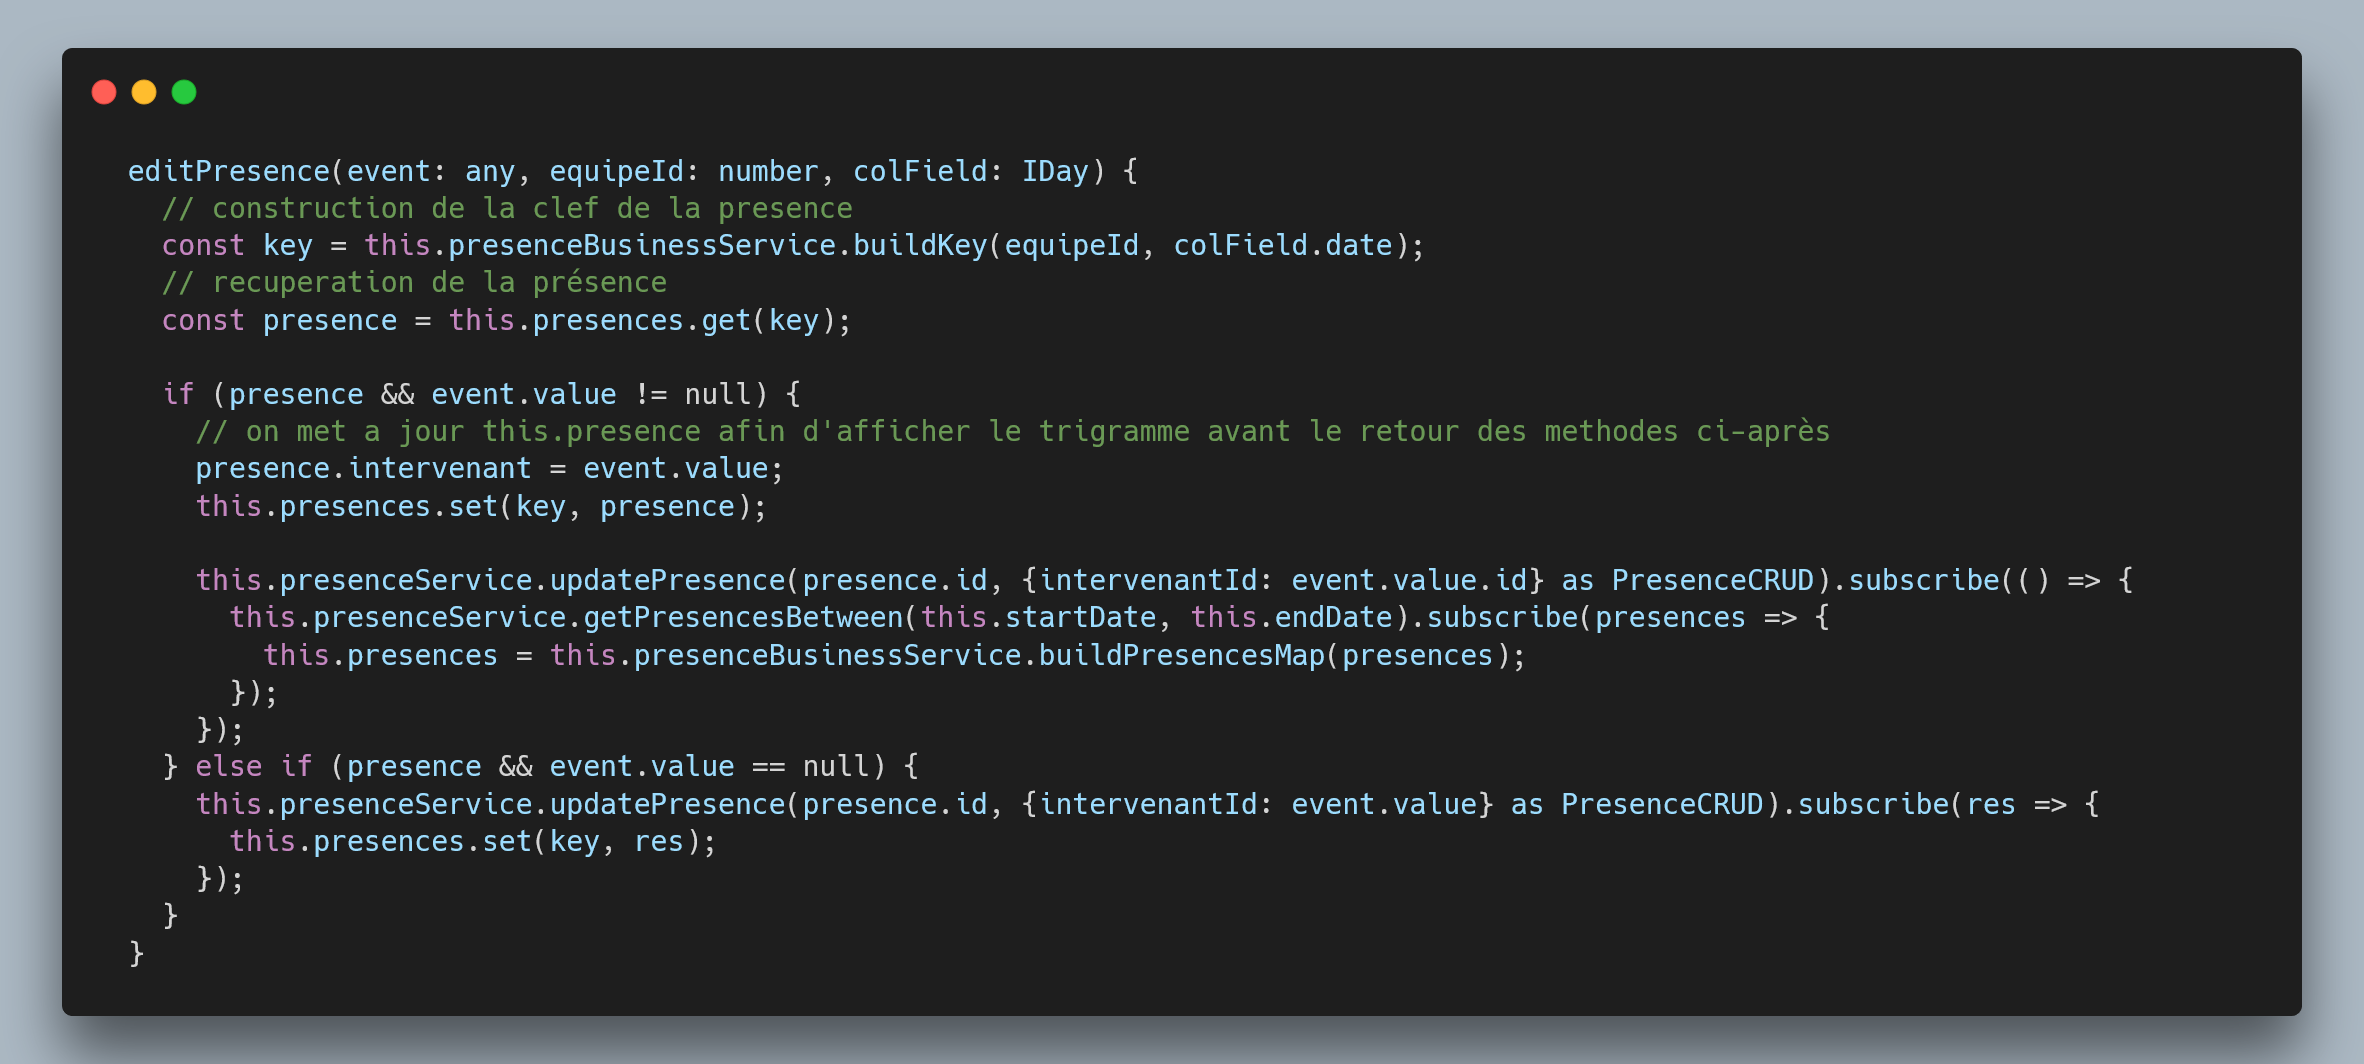 editPresence(event: any, equipeId: number, colField: IDay) {
  // construction de la clef de la presence
  const key = this.presenceBusinessService.buildKey(equipeId, colField.date);
  // recuperation de la présence
  const presence = this.presences.get(key);

  if (presence && event.value != null) {
    // on met a jour this.presence afin d'afficher le trigramme avant le retour des methodes ci-après
    presence.intervenant = event.value;
    this.presences.set(key, presence);

    this.presenceService.updatePresence(presence.id, {intervenantId: event.value.id} as PresenceCRUD).subscribe(() => {
      this.presenceService.getPresencesBetween(this.startDate, this.endDate).subscribe(presences => {
        this.presences = this.presenceBusinessService.buildPresencesMap(presences);
      });
    });
  } else if (presence && event.value == null) {
    this.presenceService.updatePresence(presence.id, {intervenantId: event.value} as PresenceCRUD).subscribe(res => {
      this.presences.set(key, res);
    });
  }
}